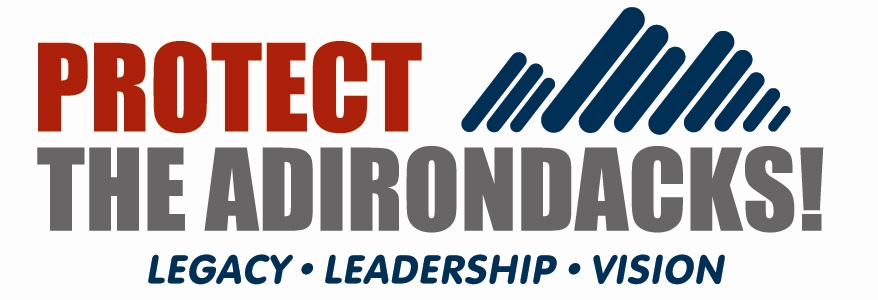 PROTECT
THE ADIRONDACKS!
LEGACY • LEADERSHIP • VISION